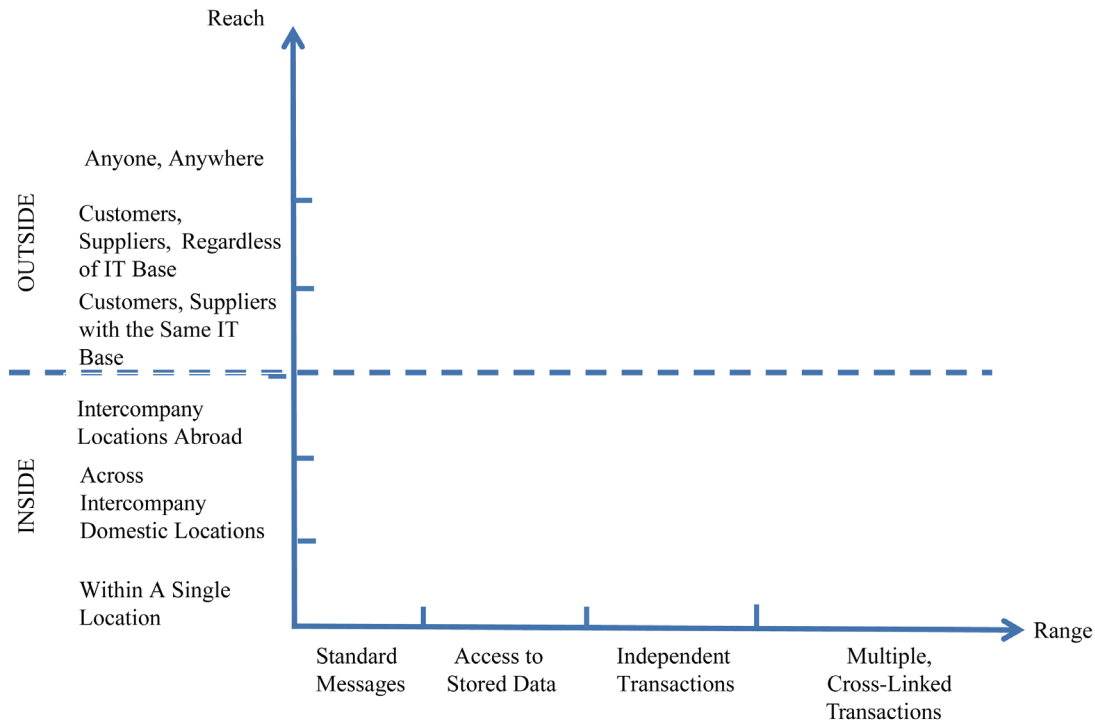 Reach
Anyone, Anywhere
OUTSIDE
Customers,
Suppliers, Regardless
of IT Base
Customers, Suppliers
with the Same IT
Base
Intercompany
Locations Abroad
INSIDE
Across
Intercompany
Domestic Locations
Within A Single
Location
Range
Standard
Messages
Access to
Stored Data
Independent
Transactions
Multiple,
Cross-Linked
Transactions